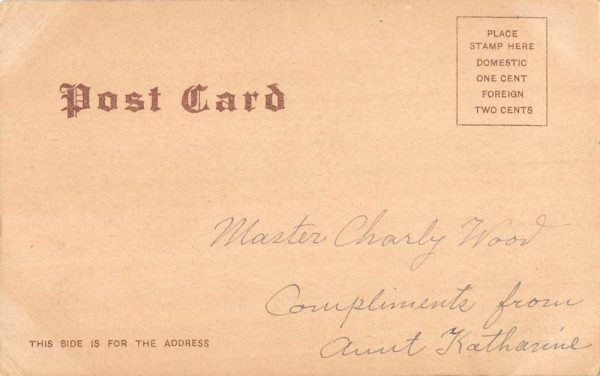 Post Card
PLACE
STAMP HERE
DOMESTIC
ONE CENT
FOREIGN
TWO CENTS
Master Charly Wood
Compliments from
Aunt Katharine
THIS SIDE IS FOR THE ADDRESS